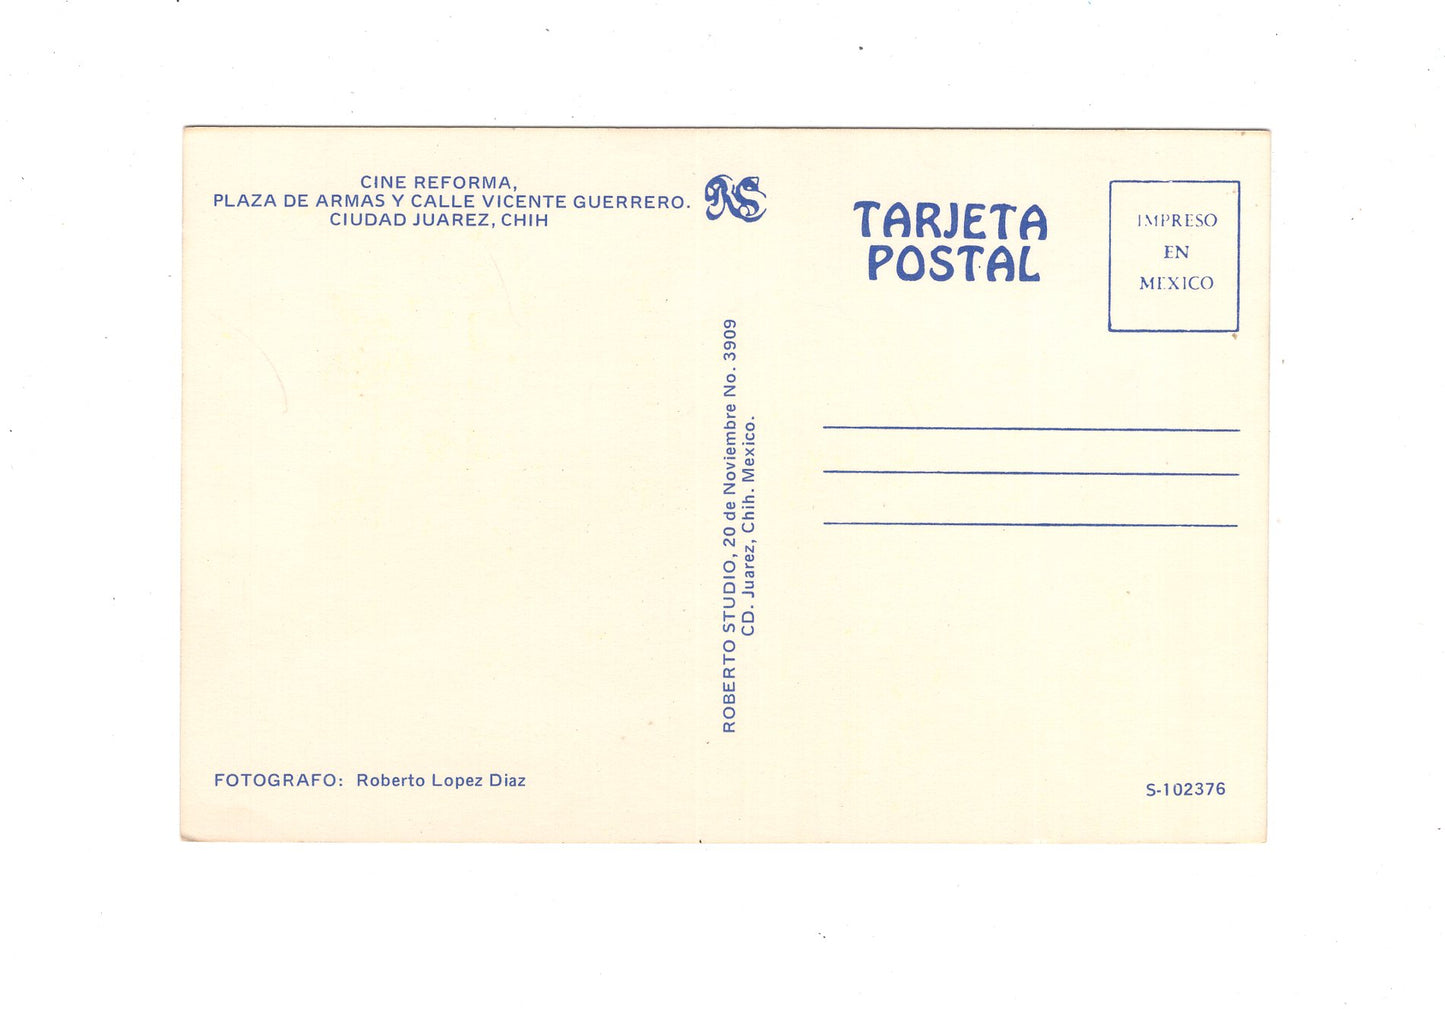 CINE REFORMA,
PLAZA DE ARMAS Y CALLE VICENTE GUERRERO.
CIUDAD JUAREZ, CHIH
RS
TARJETA
POSTAL
IMPRESO
EN
MEXICO
ROBERTO STUDIO, 20 de Noviembre No. 3909
CD. Juarez, Chih. Mexico.
FOTOGRAFO: Roberto Lopez Diaz
S-102376